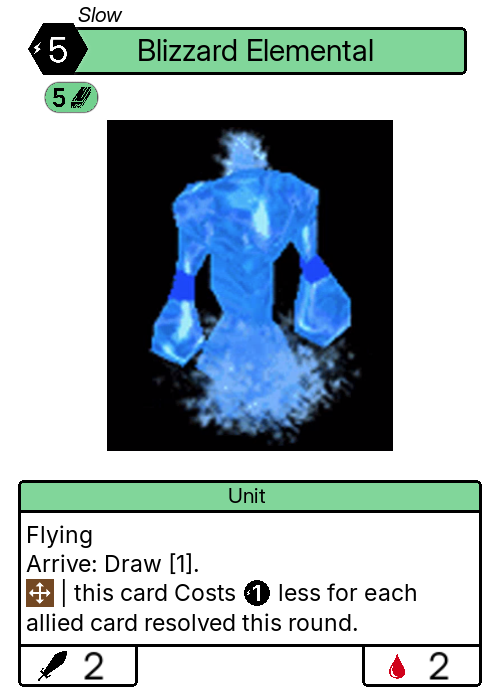 Slow
5 Blizzard Elemental
5
Unit
Flying
Arrive: Draw [1].
| this card Costs 1 less for each
allied card resolved this round.
2 2